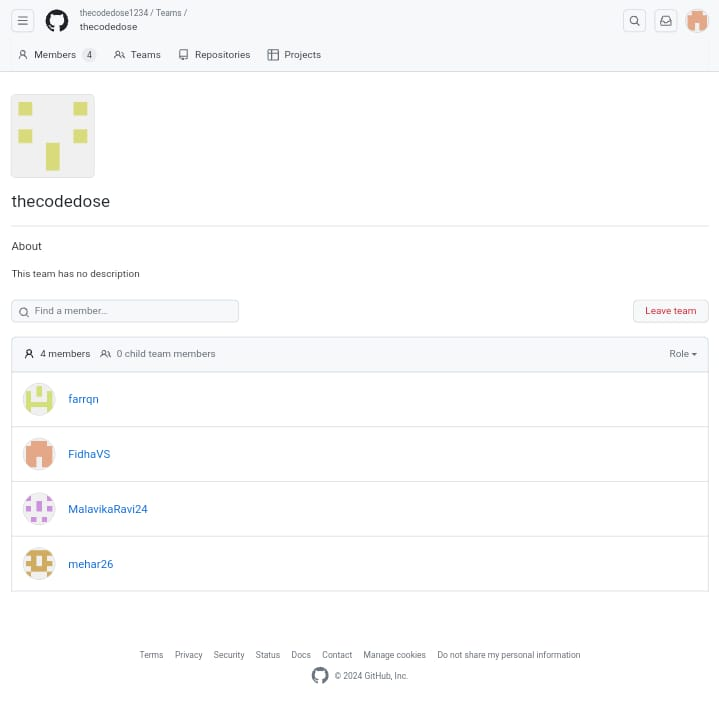 thecodedose1234 / Teams /
thecodedose
Members 4 Teams Repositories Projects
thecodedose
About
This team has no description
Find a member... Leave team
4 members 0 child team members Role
farrqn
FidhaVS
MalavikaRavi24
mehar26
Terms Privacy Security Status Docs Contact Manage cookies Do not share my personal information
© 2024 GitHub, Inc.